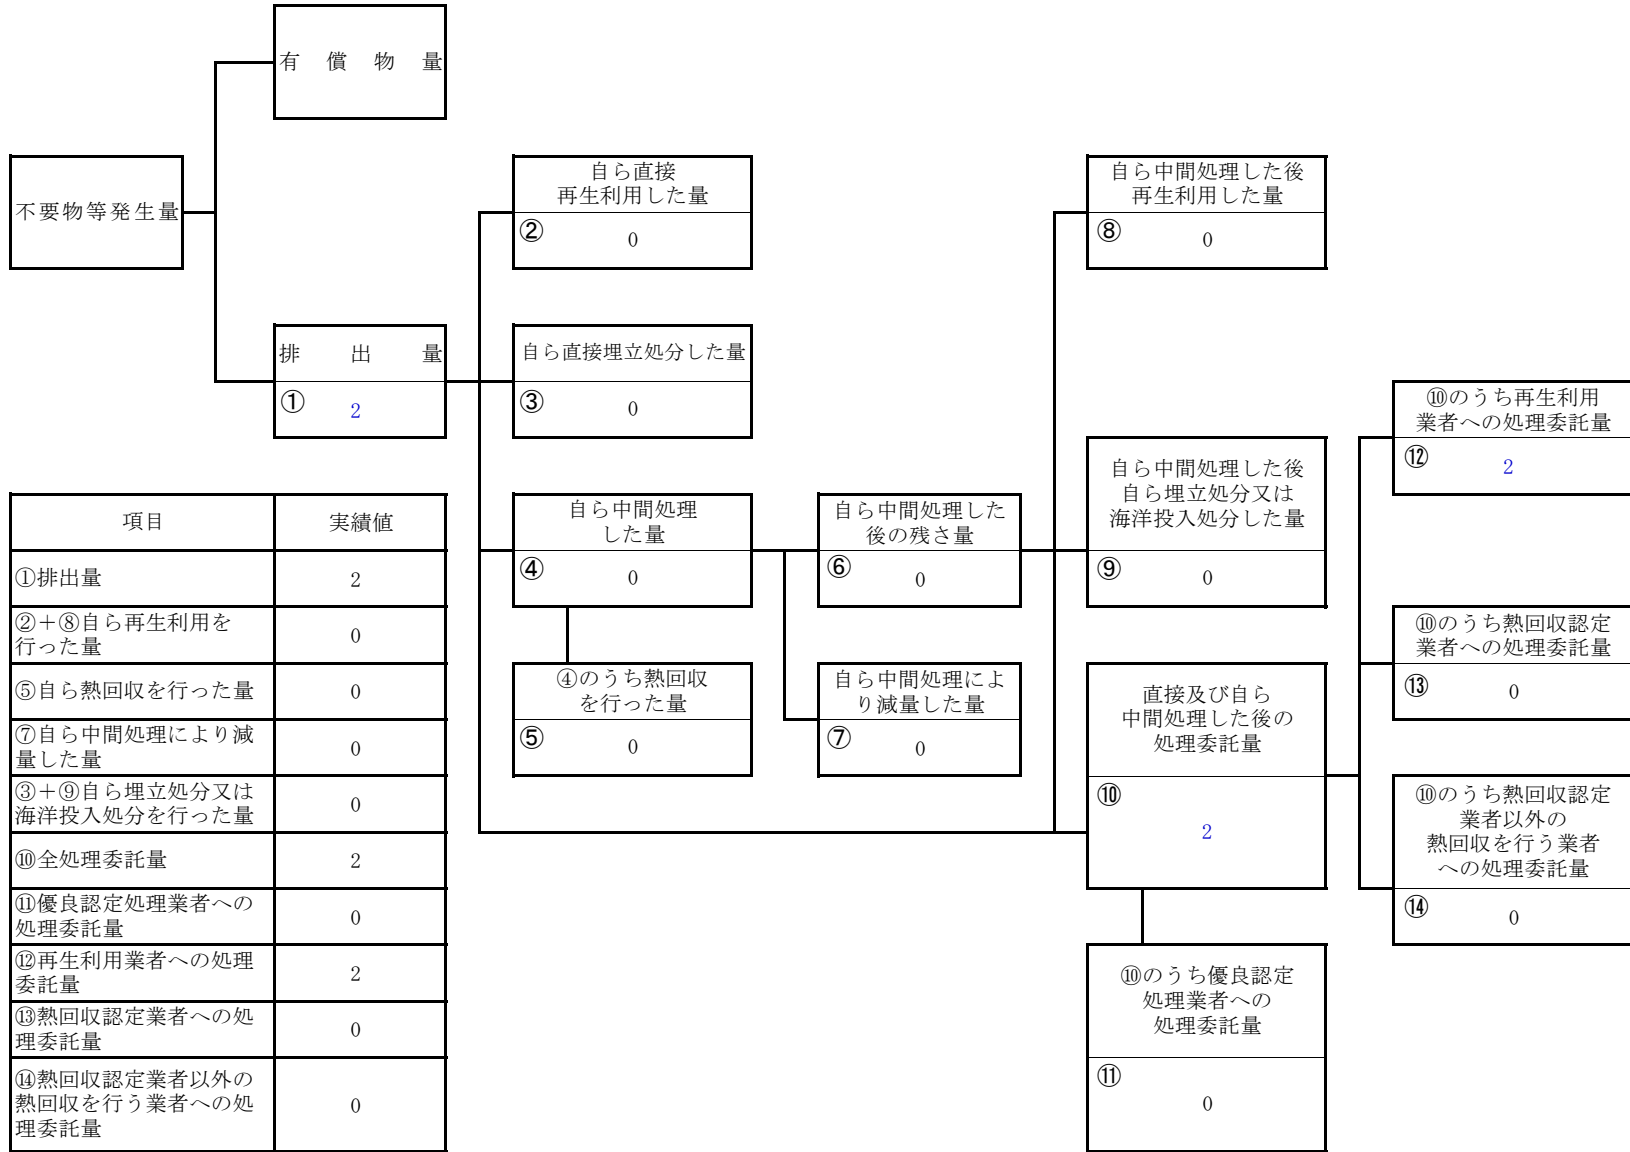 有償物量
不要物等発生量
排出量
① 2
自ら直接
再生利用した量
② 0
自ら直接埋立処分した量
③ 0
自ら中間処理
した量
④ 0
④のうち熱回収
を行った量
⑤ 0
自ら中間処理した
後の残さ量
⑥ 0
自ら中間処理によ
り減量した量
⑦ 0
自ら中間処理した後
再生利用した量
⑧ 0
自ら中間処理した後
自ら埋立処分又は
海洋投入処分した量
⑨ 0
直接及び自ら
中間処理した後の
処理委託量
⑩
2
⑩のうち優良認定
処理業者への
処理委託量
⑪
0
⑩のうち再生利用
業者への処理委託量
⑫ 2
⑩のうち熱回収認定
業者への処理委託量
⑬ 0
⑩のうち熱回収認定
業者以外の
熱回収を行う業者
への処理委託量
⑭ 0
項目 実績値
①排出量 2
②+⑧自ら再生利用を
行った量 0
⑤自ら熱回収を行った量 0
⑦自ら中間処理により減
量した量 0
③+⑨自ら埋立処分又は
海洋投入処分を行った量 0
⑩全処理委託量 2
⑪優良認定処理業者への
処理委託量 0
⑫再生利用業者への処理
委託量 2
⑬熱回収認定業者への処
理委託量 0
⑭熱回収認定業者以外の
熱回収を行う業者への処
理委託量 0